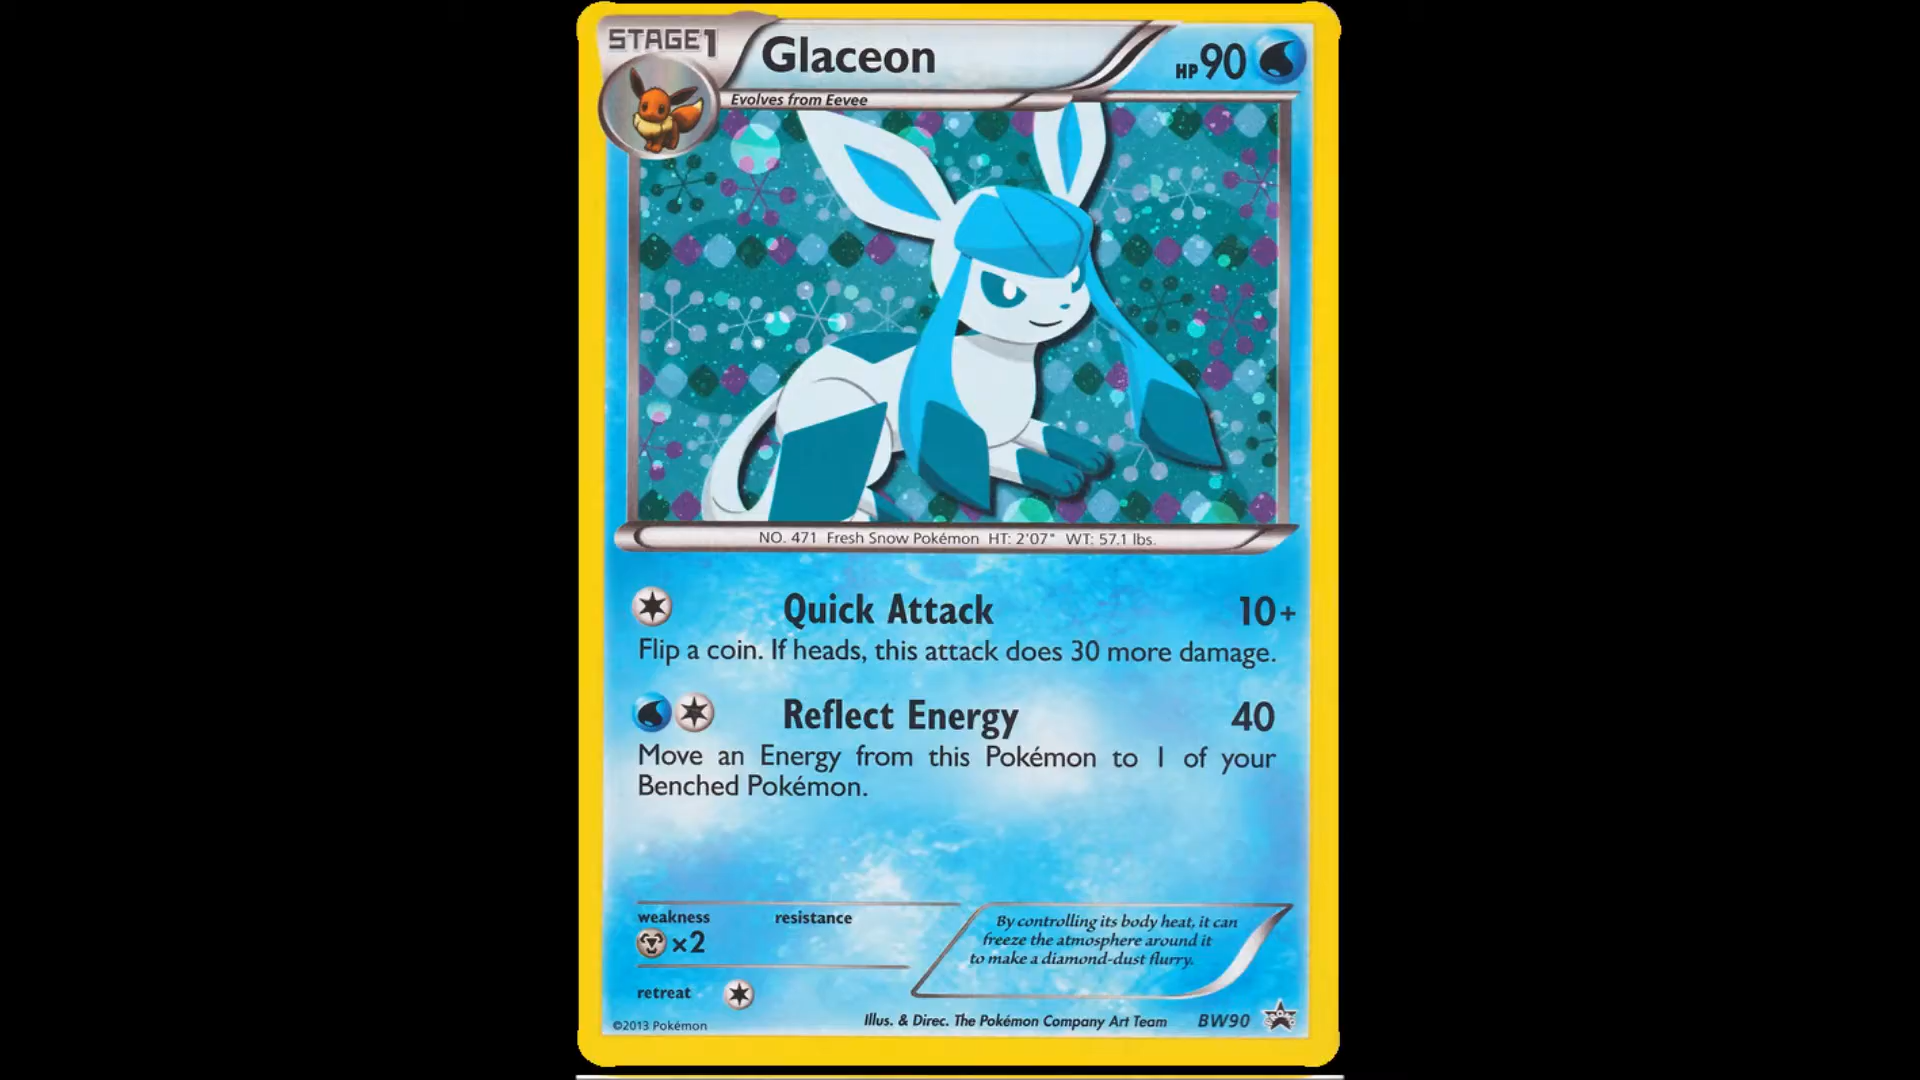 STAGE1
Glaceon
HP 90
Evolves from Eevee
NO. 471 Fresh Snow Pokémon HT: 2'07" WT: 57.1 lbs.
Quick Attack 10+
Flip a coin. If heads, this attack does 30 more damage.
Reflect Energy 40
Move an Energy from this Pokémon to 1 of your
Benched Pokémon.
weakness resistance
×2
By controlling its body heat, it can
freeze the atmosphere around it
to make a diamond-dust flurry.
retreat
©2013 Pokémon
Illus. & Direc. The Pokémon Company Art Team
BW90